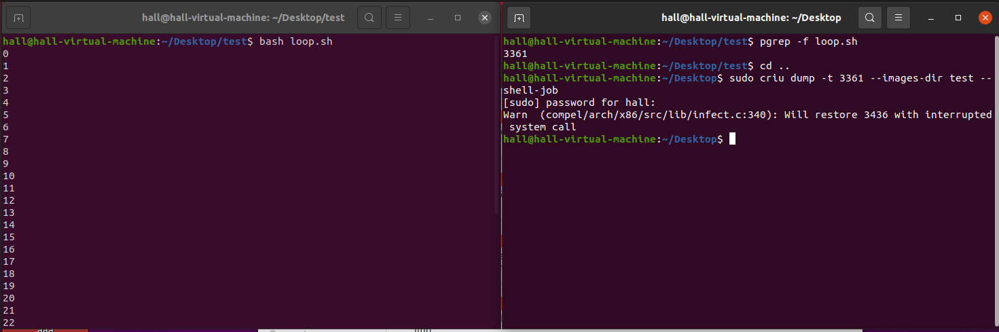 hall@hall-virtual-machine: ~/Desktop/test
hall@hall-virtual-machine:~/Desktop/test$ bash loop.sh
0
1
2
3
4
5
6
7
8
9
10
11
12
13
14
15
16
17
18
19
20
21
22
hall@hall-virtual-machine: ~/Desktop
hall@hall-virtual-machine:~/Desktop/test$ pgrep -f loop.sh
3361
hall@hall-virtual-machine:~/Desktop/test$ cd ..
hall@hall-virtual-machine:~/Desktop$ sudo criu dump -t 3361 --images-dir test --
shell-job
[sudo] password for hall:
Warn  (compel/arch/x86/src/lib/infect.c:340): Will restore 3436 with interrupted
 system call
hall@hall-virtual-machine:~/Desktop$